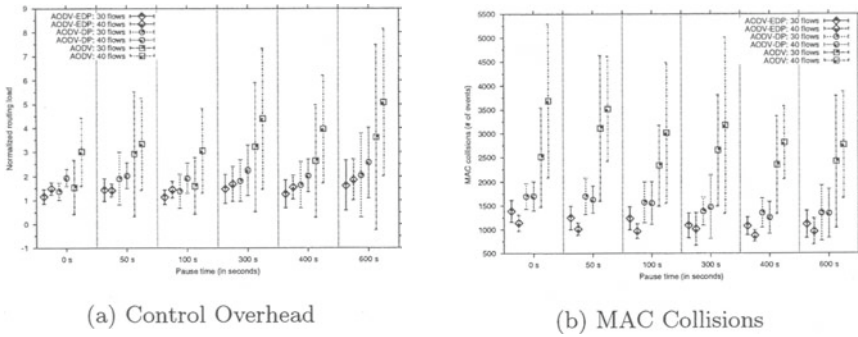 9
8
7
6
5
4
3
2
1
0
-1
Normalized routing load
AODV-EDP: 30 flows
AODV-EDP: 40 flows
AODV-DP: 30 flows
AODV-DP: 40 flows
AODV: 30 flows
AODV: 40 flows
0 s
50 s
100 s
300 s
400 s
600 s
Pause time (in seconds)
(a) Control Overhead
5500
5000
4500
4000
3500
3000
2500
2000
1500
1000
500
MAC collisions (# of events)
AODV-EDP: 30 flows
AODV-EDP: 40 flows
AODV-DP: 30 flows
AODV-DP: 40 flows
AODV: 30 flows
AODV: 40 flows
0 s
50 s
100 s
300 s
400 s
600 s
Pause time (in seconds)
(b) MAC Collisions